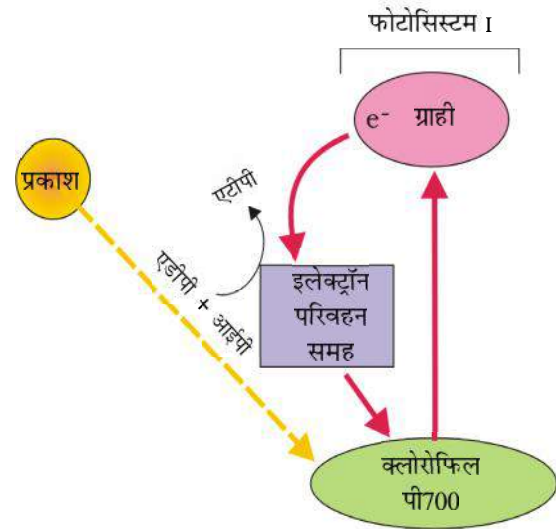 फोटोसिस्टम I
e⁻ ग्राही
प्रकाश
एटीपी
एडीपी + आईपी
इलेक्ट्रॉन
परिवहन
समह
क्लोरोफिल
पी700